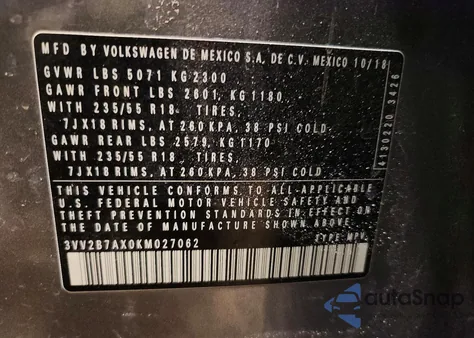 MFD BY VOLKSWAGEN DE MEXICO S.A. DE C.V. MEXICO 10/18
GVWR LBS 5071 KG 2300
GAWR FRONT LBS 2601, KG 1180
WITH 235/55 R18 TIRES,
7JX18 RIMS, AT 260 KPA, 38 PSI COLD
GAWR REAR LBS 2579, KG 1170
WITH 235/55 R18, TIRES,
7JX18 RIMS, AT 260 KPA, 38 PSI COLD
THIS VEHICLE CONFORMS TO ALL APPLICABLE
U.S. FEDERAL MOTOR VEHICLE SAFETY AND
THEFT PREVENTION STANDARDS IN EFFECT ON
THE DATE OF MANUFACTURE SHOWN ABOVE.
3VV2B7AX0KM027062 TYPE: MPV
4130220 3426
autoSnap